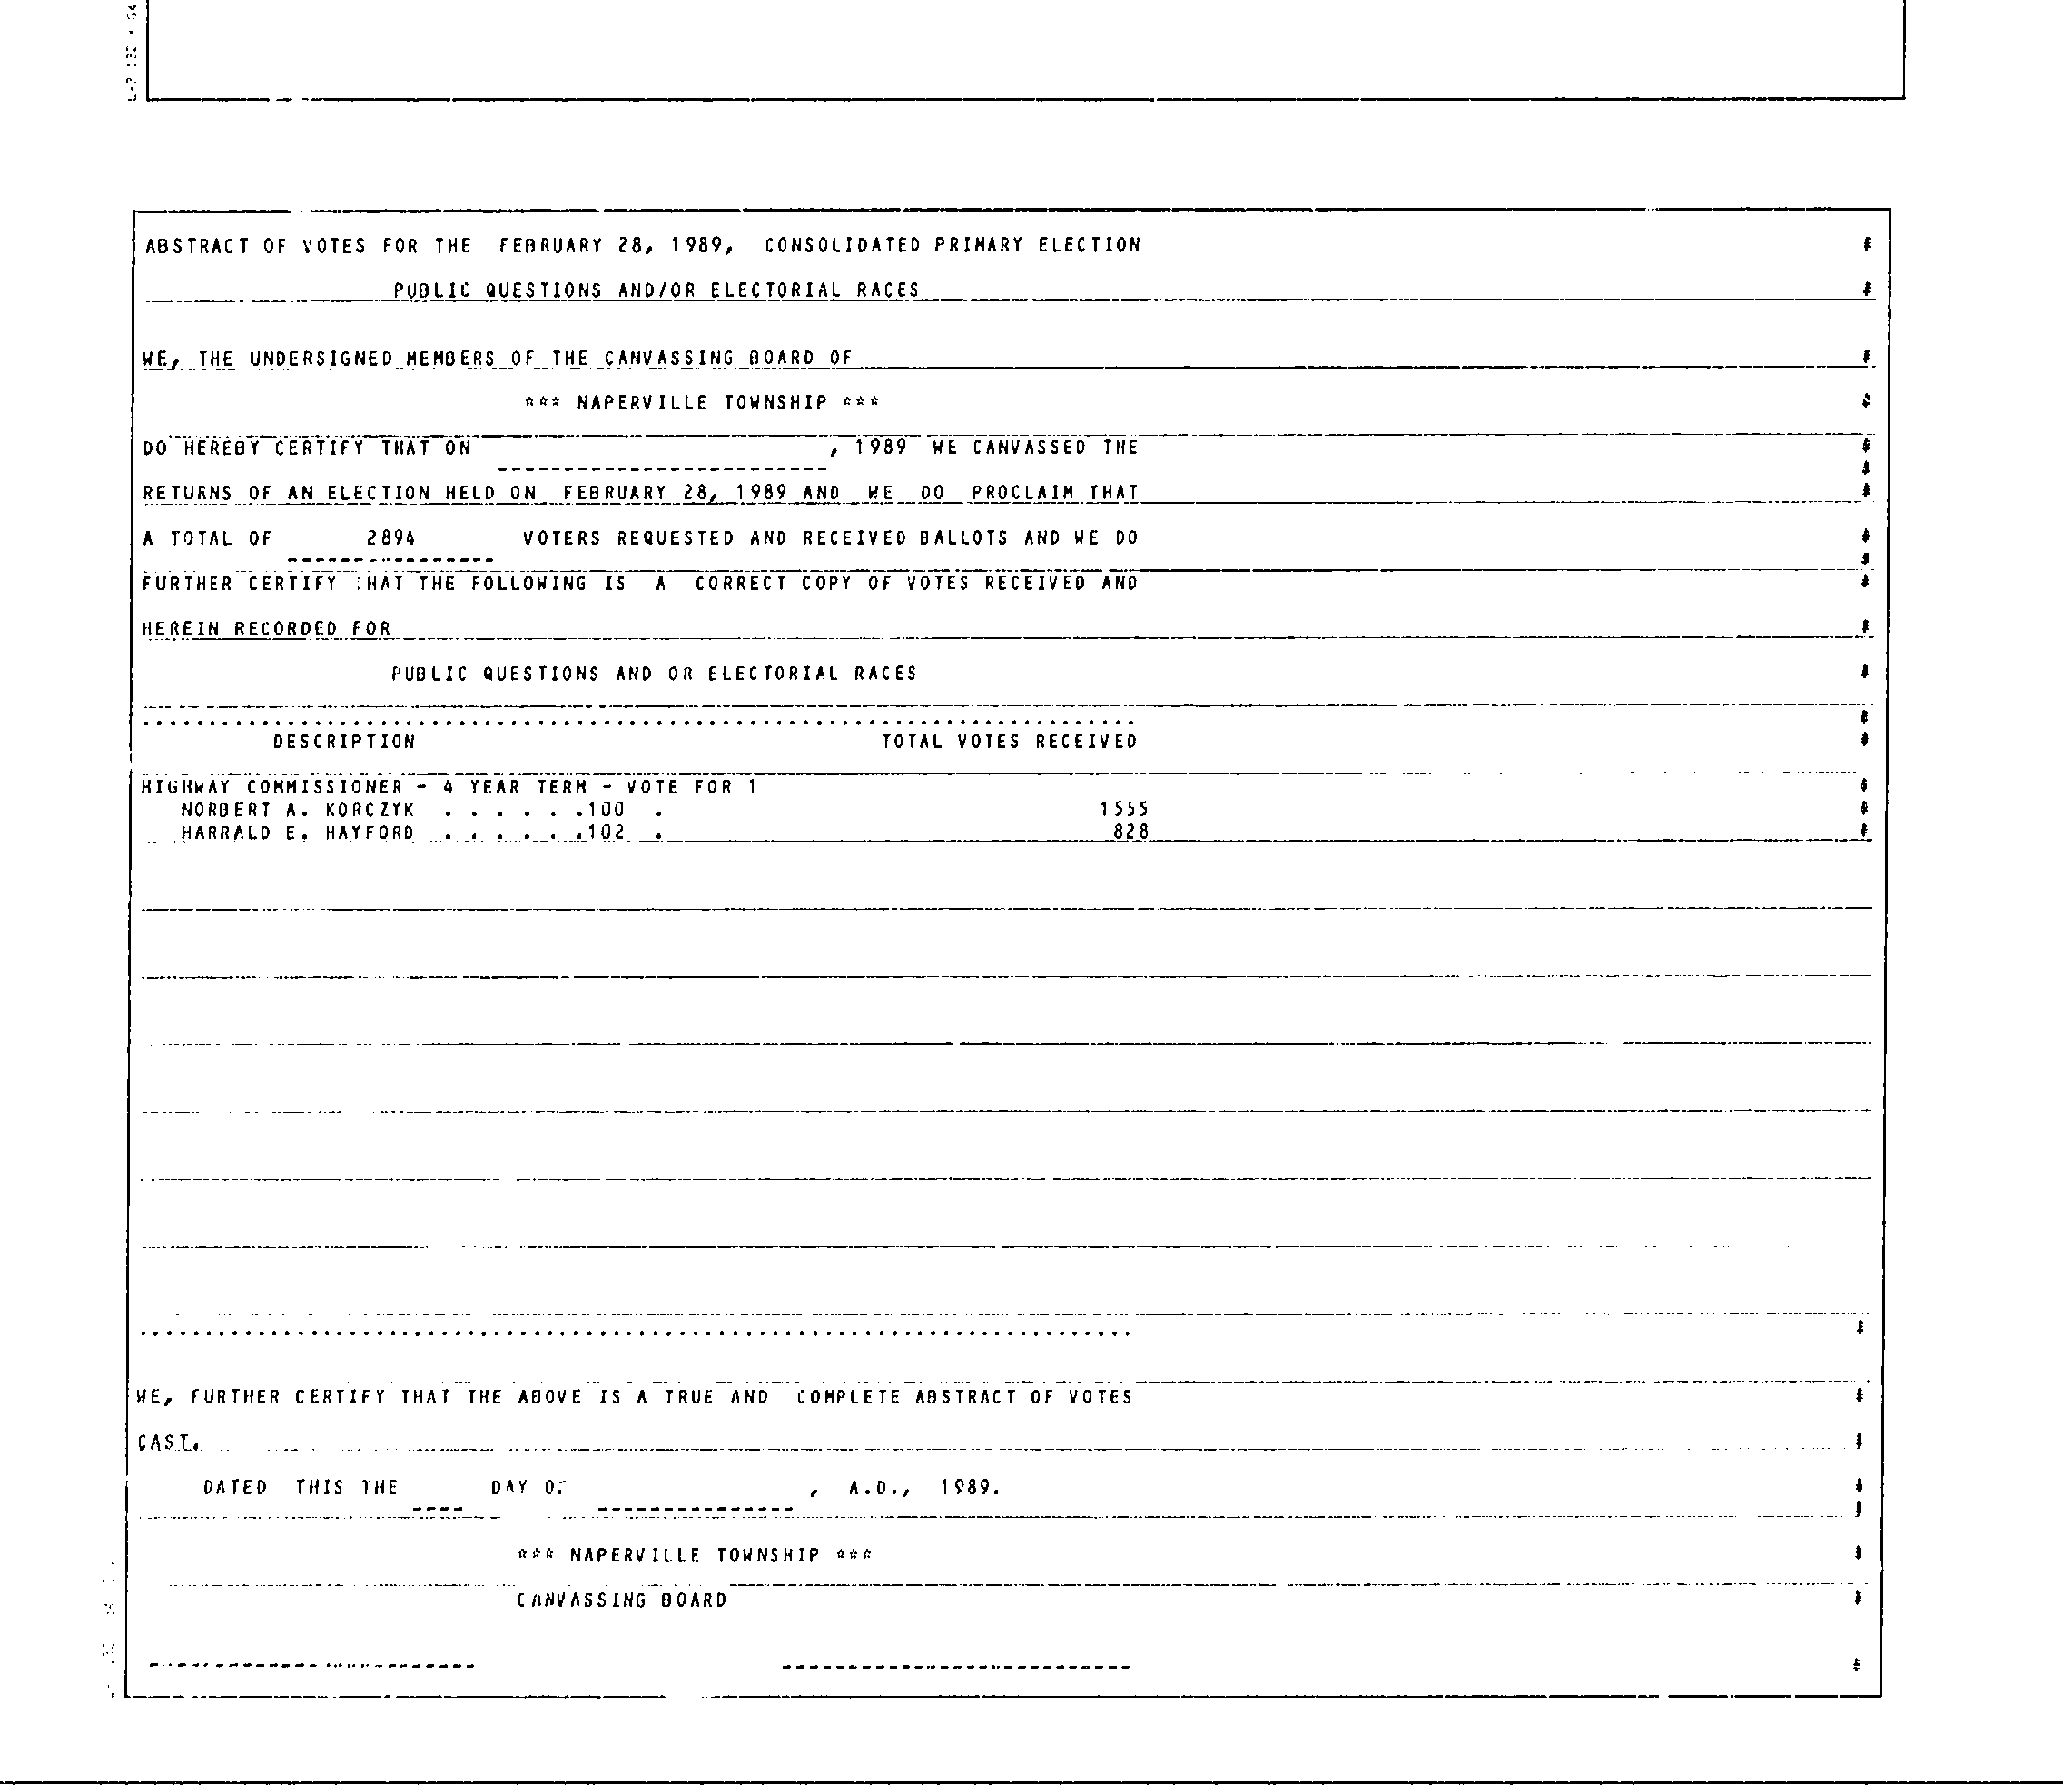 ABSTRACT OF VOTES FOR THE FEBRUARY 28, 1989, CONSOLIDATED PRIMARY ELECTION #
PUBLIC QUESTIONS AND/OR ELECTORIAL RACES #
WE, THE UNDERSIGNED MEMBERS OF THE CANVASSING BOARD OF #
*** NAPERVILLE TOWNSHIP *** #
DO HEREBY CERTIFY THAT ON , 1989 WE CANVASSED THE #
------------------------- #
RETURNS OF AN ELECTION HELD ON FEBRUARY 28, 1989 AND WE DO PROCLAIM THAT #
A TOTAL OF 2894 VOTERS REQUESTED AND RECEIVED BALLOTS AND WE DO #
---------------- #
FURTHER CERTIFY THAT THE FOLLOWING IS A CORRECT COPY OF VOTES RECEIVED AND #
HEREIN RECORDED FOR #
PUBLIC QUESTIONS AND OR ELECTORIAL RACES #
............................................................................ #
DESCRIPTION TOTAL VOTES RECEIVED #
HIGHWAY COMMISSIONER - 4 YEAR TERM - VOTE FOR 1 #
NORBERT A. KORCZYK . . . . . .100 . 1555 #
HARRALD E. HAYFORD . . . . . .102 . 828 #
............................................................................ #
WE, FURTHER CERTIFY THAT THE ABOVE IS A TRUE AND COMPLETE ABSTRACT OF VOTES #
CAST. #
DATED THIS THE DAY OF , A.D., 1989. #
---- --------------- #
*** NAPERVILLE TOWNSHIP *** #
CANVASSING BOARD #
------------------------- --------------------------- #